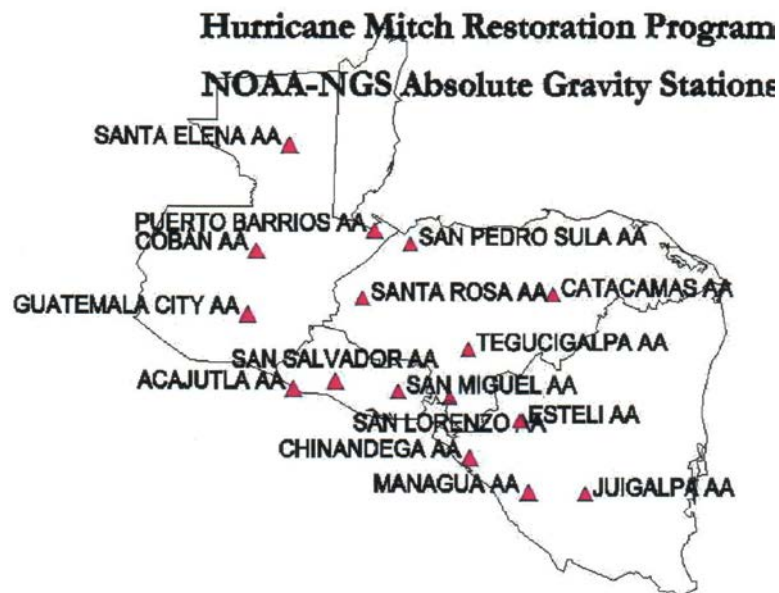 Hurricane Mitch Restoration Program
NOAA-NGS Absolute Gravity Stations
SANTA ELENA AA
PUERTO BARRIOS AA
COBAN AA
SAN PEDRO SULA AA
SANTA ROSA AA
CATACAMAS AA
GUATEMALA CITY AA
TEGUCIGALPA AA
SAN SALVADOR AA
ACAJUTLA AA
SAN MIGUEL AA
SAN LORENZO AA
ESTELI AA
CHINANDEGA AA
MANAGUA AA
JUIGALPA AA